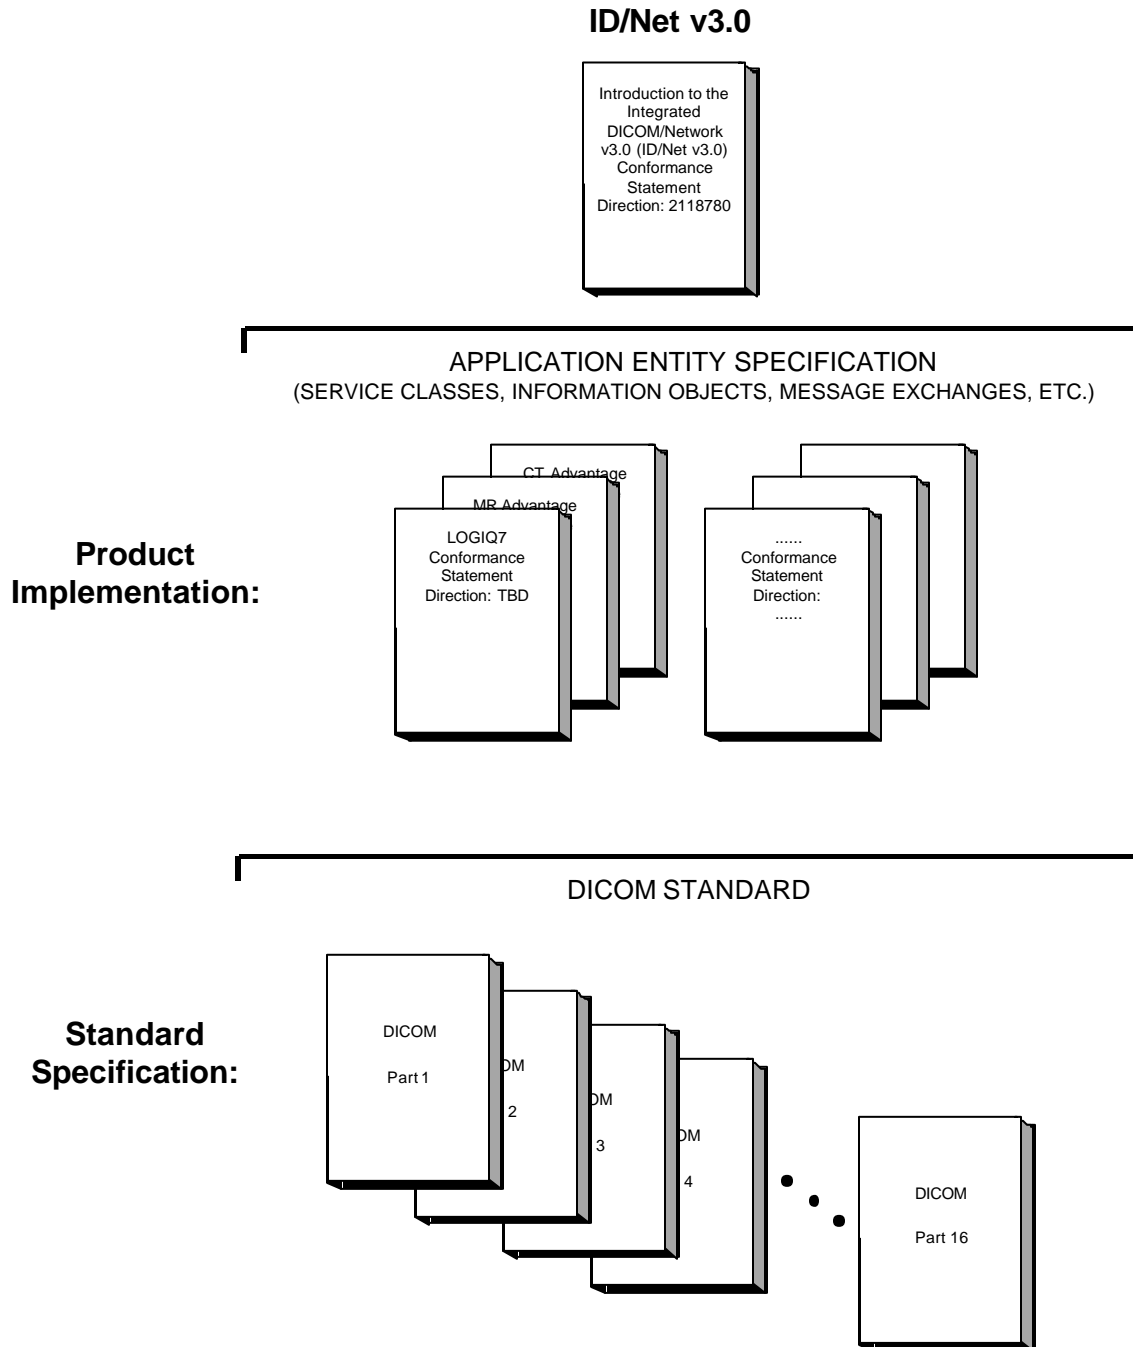 ID/Net v3.0
Introduction to the
Integrated
DICOM/Network
v3.0 (ID/Net v3.0)
Conformance
Statement
Direction: 2118780
APPLICATION ENTITY SPECIFICATION
(SERVICE CLASSES, INFORMATION OBJECTS, MESSAGE EXCHANGES, ETC.)
Product
Implementation:
CT Advantage
MR Advantage
LOGIQ7
Conformance
Statement
Direction: TBD
......
Conformance
Statement
Direction:
......
DICOM STANDARD
Standard
Specification:
DICOM
Part 1
OM
2
OM
3
OM
4
DICOM
Part 16